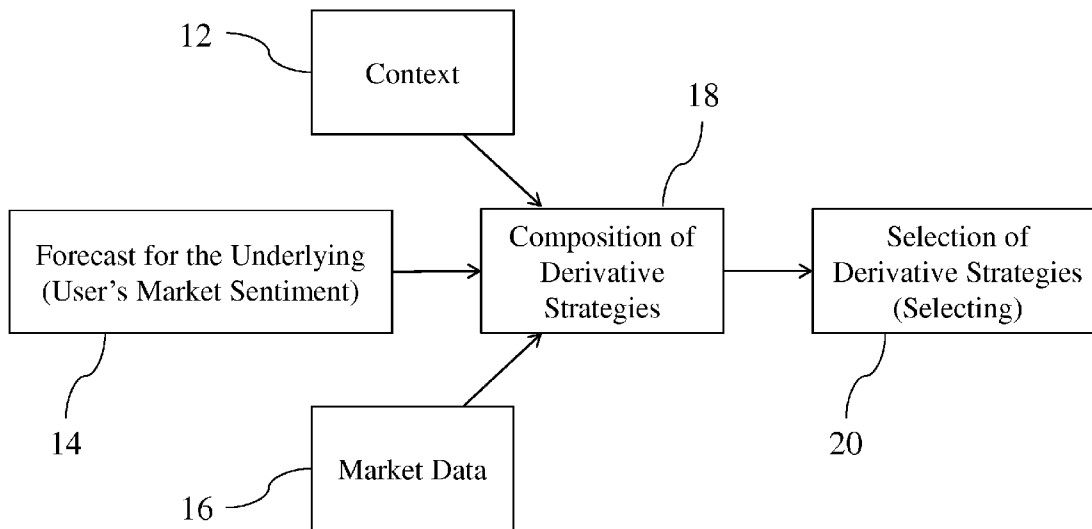 12
Context
18
Forecast for the Underlying
(User's Market Sentiment)
Composition of
Derivative
Strategies
Selection of
Derivative Strategies
(Selecting)
14
20
16
Market Data